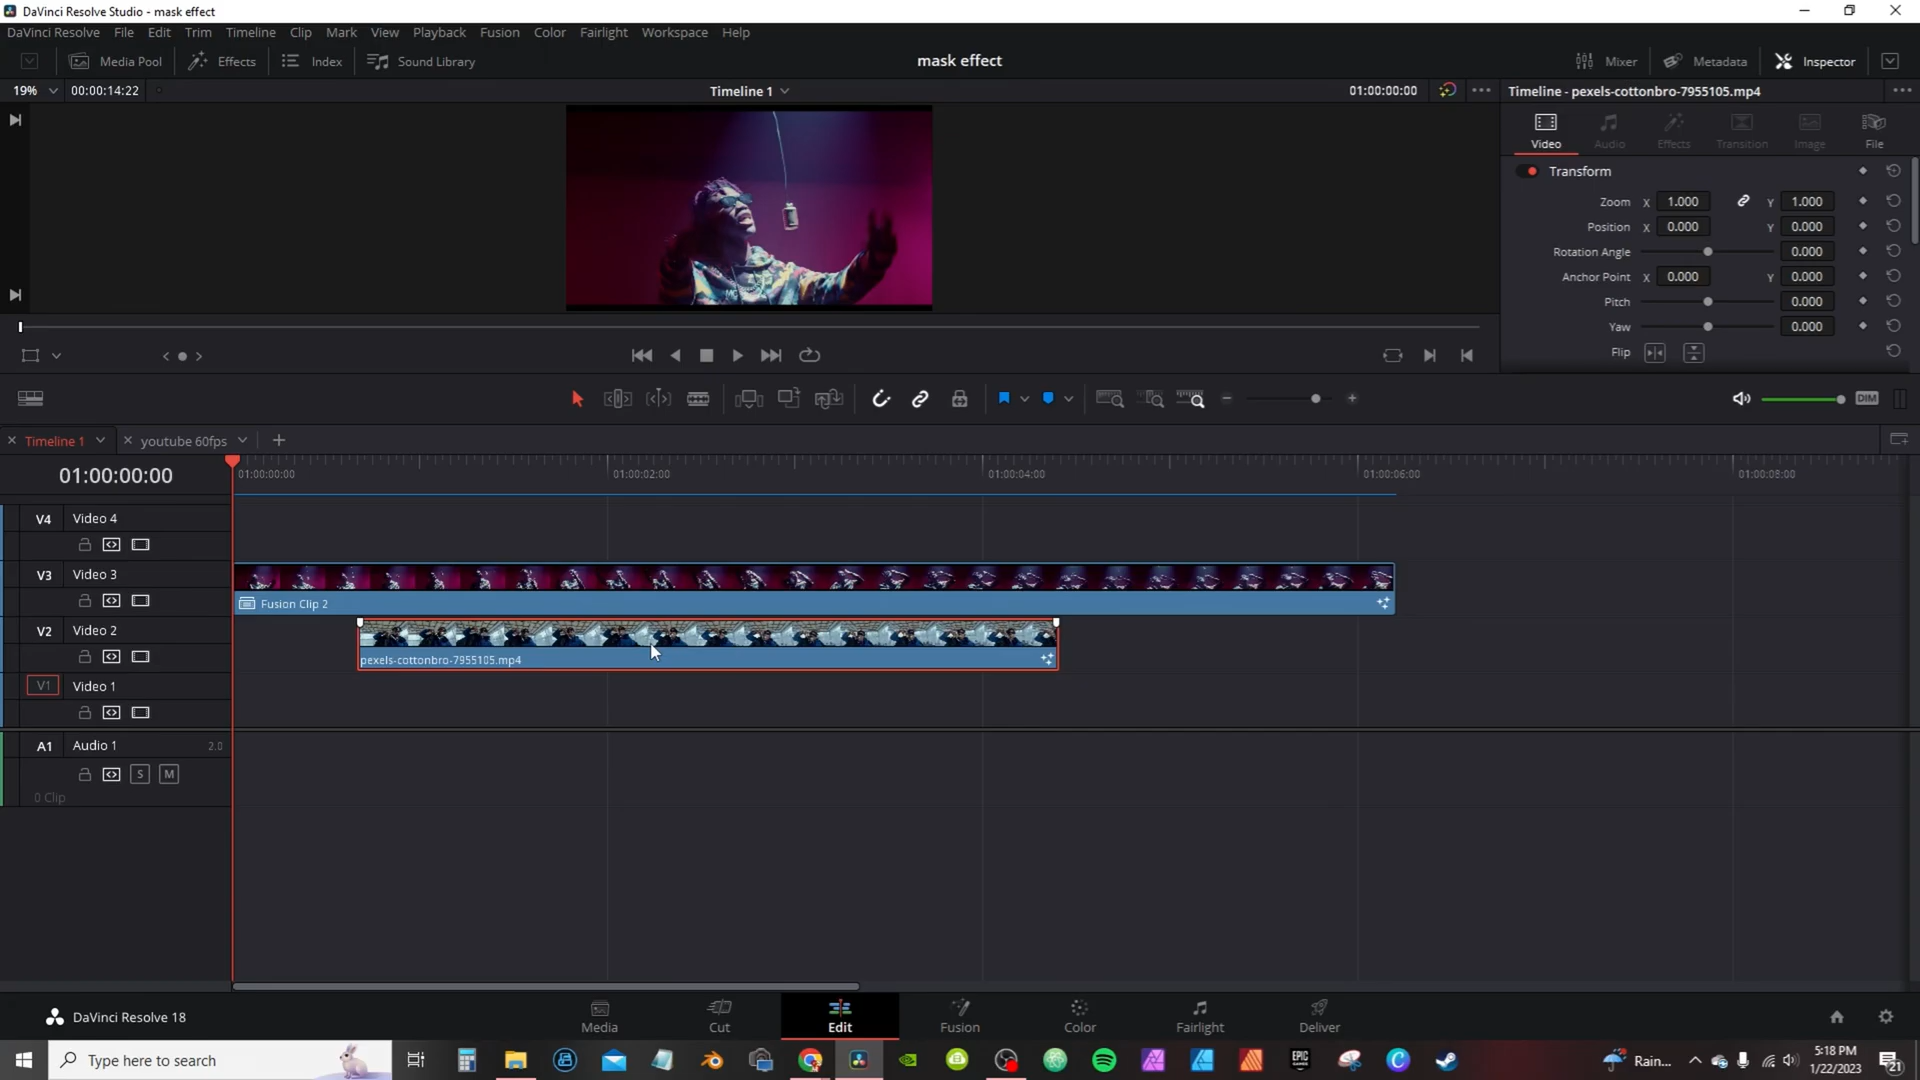 DaVinci Resolve Studio - mask effect
DaVinci Resolve File Edit Trim Timeline Clip Mark View Playback Fusion Color Fairlight Workspace Help
Media Pool Effects Index Sound Library mask effect Mixer Metadata Inspector
19% 00:00:14:22 Timeline 1 01:00:00:00 Timeline - pexels-cottonbro-7955105.mp4
Video Audio Effects Transition Image File
Transform
Zoom X 1.000 Y 1.000
Position X 0.000 Y 0.000
Rotation Angle 0.000
Anchor Point X 0.000 Y 0.000
Pitch 0.000
Yaw 0.000
Flip
DIM
Timeline 1 youtube 60fps
01:00:00:00 01:00:00:00 01:00:02:00 01:00:04:00 01:00:06:00 01:00:08:00
V4 Video 4
V3 Video 3
Fusion Clip 2
V2 Video 2
pexels-cottonbro-7955105.mp4
V1 Video 1
A1 Audio 1 2.0
S M
0 Clip
DaVinci Resolve 18 Media Cut Edit Fusion Color Fairlight Deliver
Type here to search
EPIC GAMES
Rain...
5:18 PM
1/22/2023
21